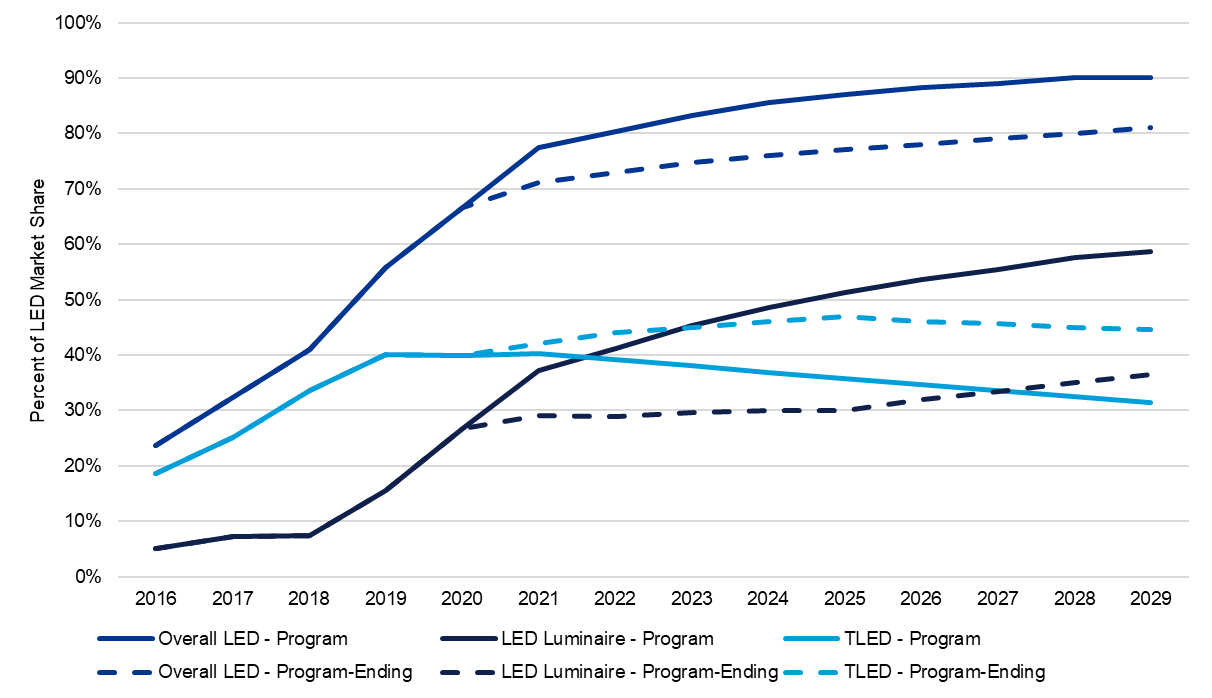 100%
90%
80%
70%
60%
50%
40%
30%
20%
10%
0%
Percent of LED Market Share
2016 2017 2018 2019 2020 2021 2022 2023 2024 2025 2026 2027 2028 2029
Overall LED - Program LED Luminaire - Program TLED - Program
Overall LED - Program-Ending LED Luminaire - Program-Ending TLED - Program-Ending